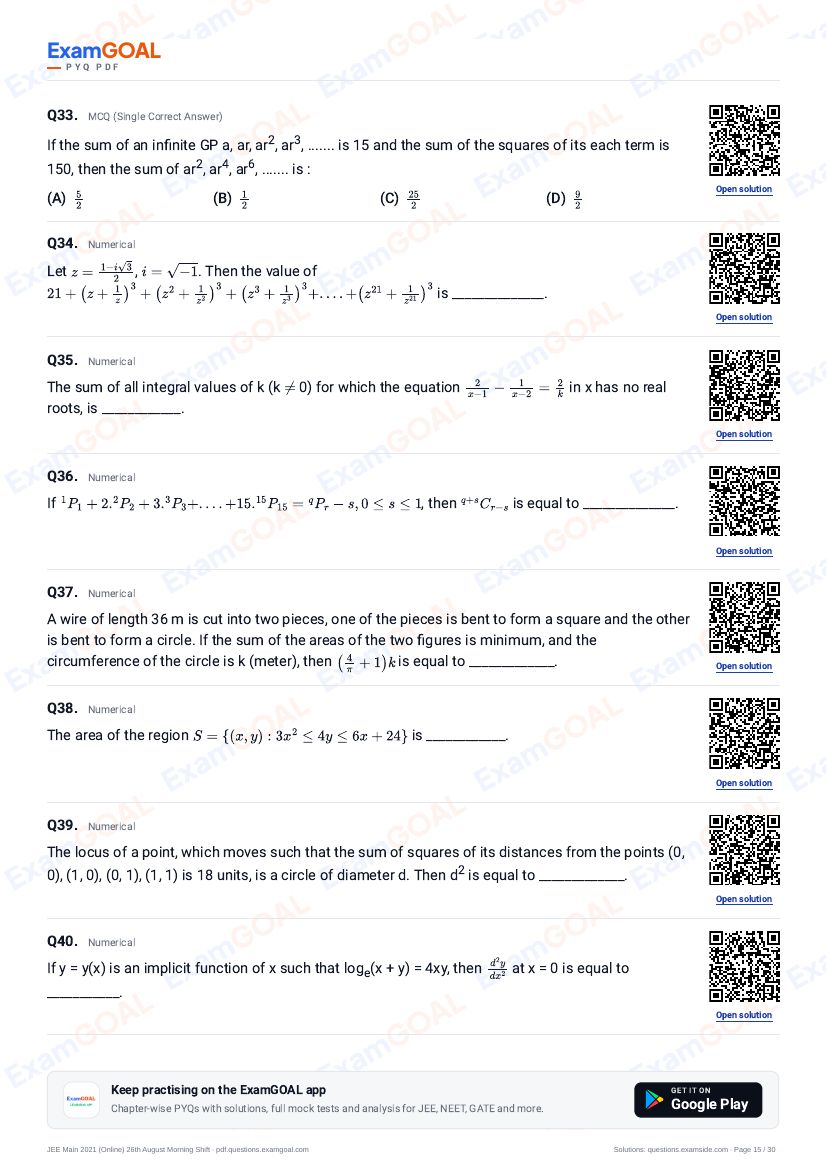 ExamGOAL
PYQ PDF
Q33. MCQ (Single Correct Answer)
If the sum of an infinite GP a, ar, ar², ar³, ....... is 15 and the sum of the squares of its each term is
150, then the sum of ar², ar⁴, ar⁶, ....... is :
(A) 5/2 (B) 1/2 (C) 25/2 (D) 9/2
Open solution
Q34. Numerical
Let z = (1−i√3)/2, i = √−1. Then the value of
21 + (z + 1/z)³ + (z² + 1/z²)³ + (z³ + 1/z³)³+....+(z²¹ + 1/z²¹)³ is ______________.
Open solution
Q35. Numerical
The sum of all integral values of k (k ≠ 0) for which the equation 2/(x−1) − 1/(x−2) = 2/k in x has no real
roots, is ____________.
Open solution
Q36. Numerical
If ¹P₁ + 2.²P₂ + 3.³P₃+....+15.¹⁵P₁₅ = ^qP_r − s, 0 ≤ s ≤ 1, then ^(q+s)C_(r−s) is equal to ______________.
Open solution
Q37. Numerical
A wire of length 36 m is cut into two pieces, one of the pieces is bent to form a square and the other
is bent to form a circle. If the sum of the areas of the two figures is minimum, and the
circumference of the circle is k (meter), then (4/π + 1)k is equal to _____________.
Open solution
Q38. Numerical
The area of the region S = {(x, y) : 3x² ≤ 4y ≤ 6x + 24} is ____________.
Open solution
Q39. Numerical
The locus of a point, which moves such that the sum of squares of its distances from the points (0,
0), (1, 0), (0, 1), (1, 1) is 18 units, is a circle of diameter d. Then d² is equal to _____________.
Open solution
Q40. Numerical
If y = y(x) is an implicit function of x such that logₑ(x + y) = 4xy, then d²y/dx² at x = 0 is equal to
___________.
Open solution
Keep practising on the ExamGOAL app
Chapter-wise PYQs with solutions, full mock tests and analysis for JEE, NEET, GATE and more.
ExamGOAL
GET IT ON
Google Play
JEE Main 2021 (Online) 26th August Morning Shift · pdf.questions.examgoal.com
Solutions: questions.examside.com · Page 15 / 30